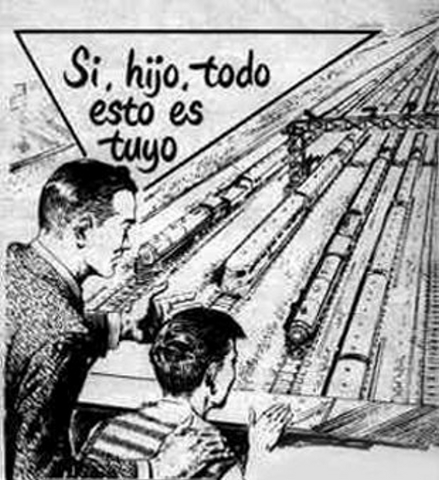 Si, hijo, todo
esto es
tuyo